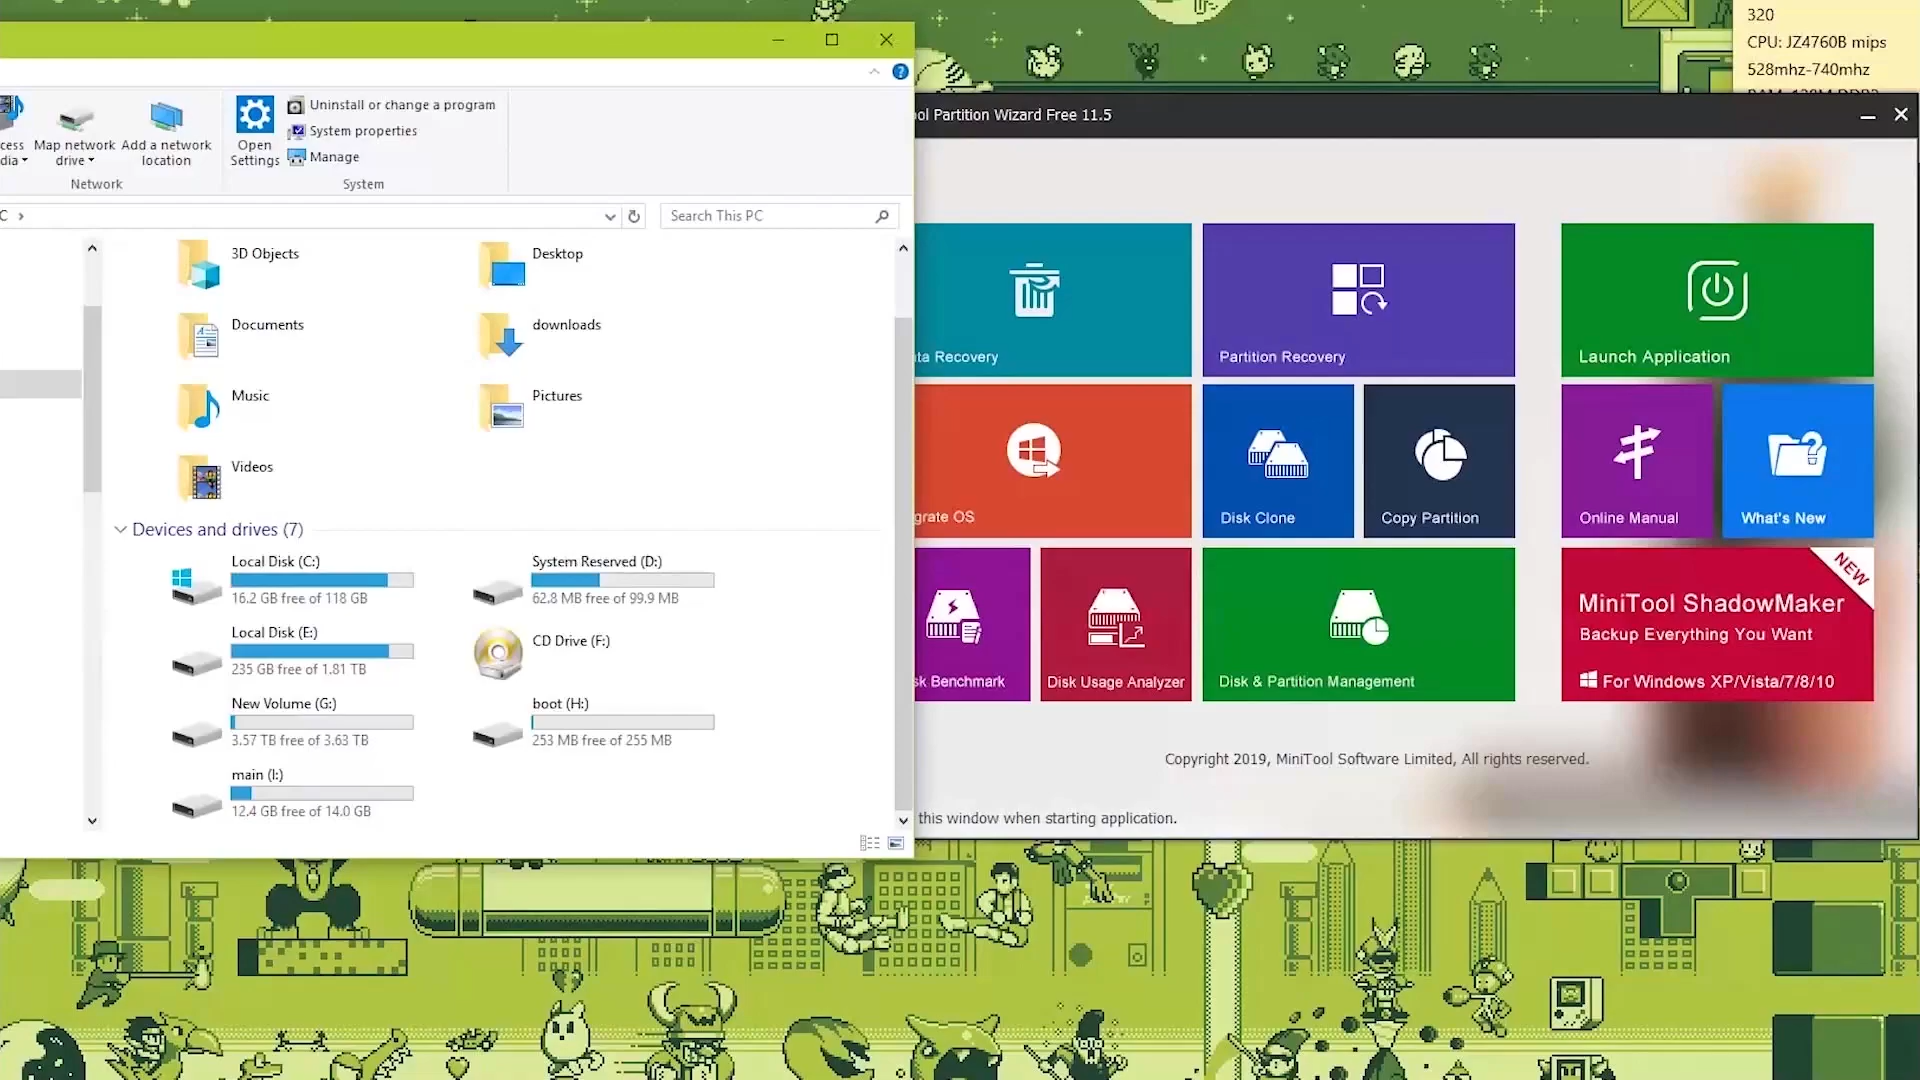 320
CPU: JZ4760B mips
528mhz-740mhz
cess
dia
Map network
drive
Add a network
location
Network
Open
Settings
Uninstall or change a program
System properties
Manage
System
C
Search This PC
3D Objects
Desktop
Documents
downloads
Music
Pictures
Videos
Devices and drives (7)
Local Disk (C:)
16.2 GB free of 118 GB
System Reserved (D:)
62.8 MB free of 99.9 MB
Local Disk (E:)
235 GB free of 1.81 TB
CD Drive (F:)
New Volume (G:)
3.57 TB free of 3.63 TB
boot (H:)
253 MB free of 255 MB
main (I:)
12.4 GB free of 14.0 GB
ol Partition Wizard Free 11.5
ta Recovery
Partition Recovery
Launch Application
grate OS
Disk Clone
Copy Partition
Online Manual
What's New
sk Benchmark
Disk Usage Analyzer
Disk & Partition Management
NEW
MiniTool ShadowMaker
Backup Everything You Want
For Windows XP/Vista/7/8/10
Copyright 2019, MiniTool Software Limited, All rights reserved.
this window when starting application.